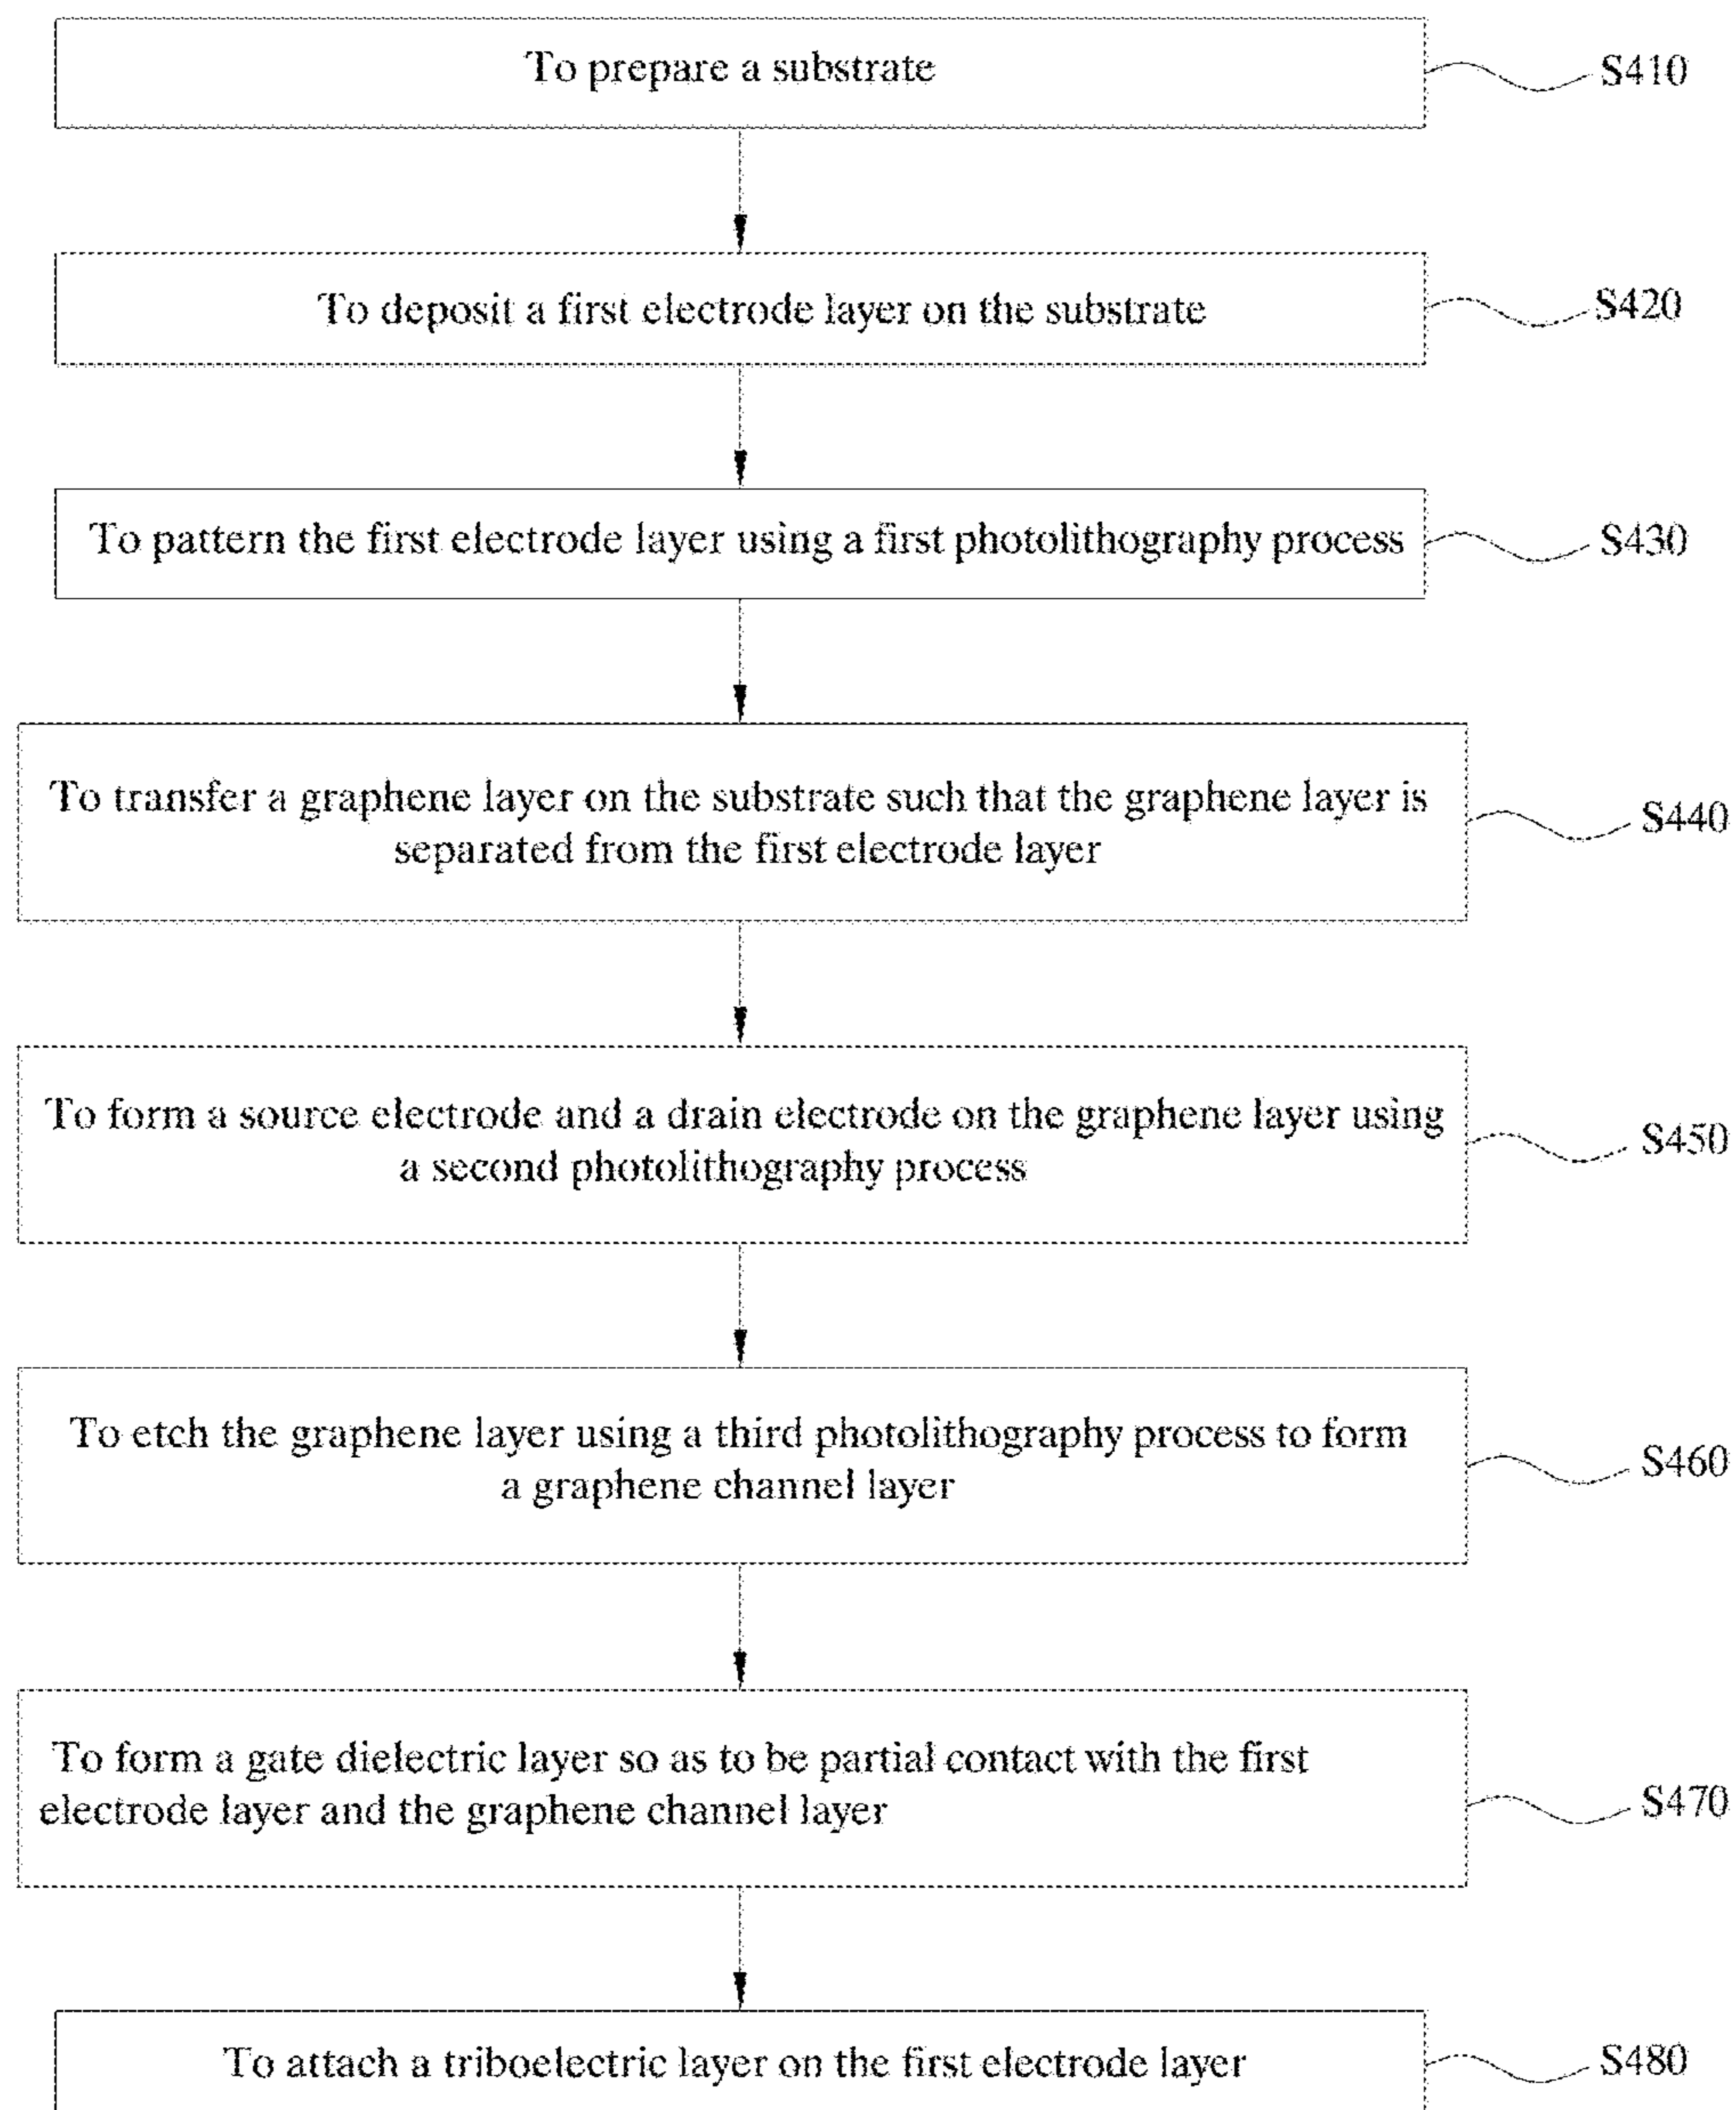 To prepare a substrate
S410
To deposit a first electrode layer on the substrate
S420
To pattern the first electrode layer using a first photolithography process
S430
To transfer a graphene layer on the substrate such that the graphene layer is
separated from the first electrode layer
S440
To form a source electrode and a drain electrode on the graphene layer using
a second photolithography process
S450
To etch the graphene layer using a third photolithography process to form
a graphene channel layer
S460
To form a gate dielectric layer so as to be partial contact with the first
electrode layer and the graphene channel layer
S470
To attach a triboelectric layer on the first electrode layer
S480